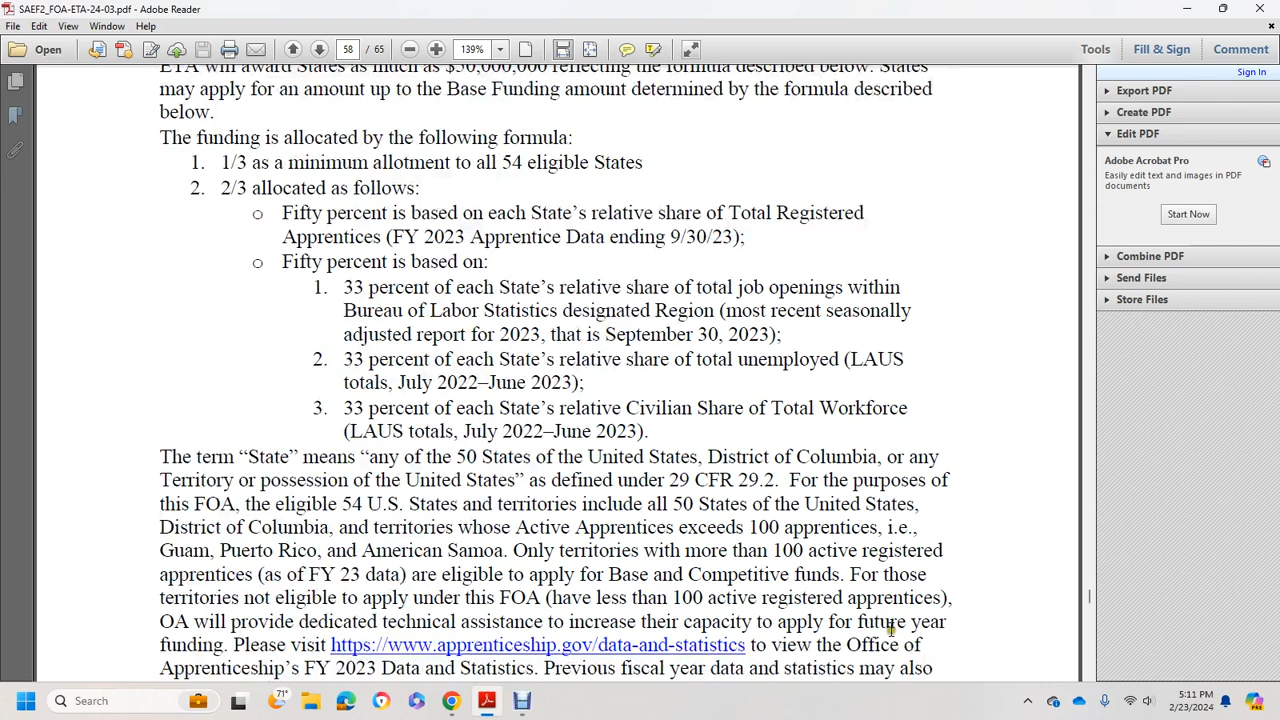 SAEF2_FOA-ETA-24-03.pdf - Adobe Reader
File Edit View Window Help
Open 58 / 65 139% Tools Fill & Sign Comment
Sign In
Export PDF
Create PDF
Edit PDF
Adobe Acrobat Pro
Easily edit text and images in PDF
documents
Start Now
Combine PDF
Send Files
Store Files
ETA will award States as much as $50,000,000 reflecting the formula described below. States
may apply for an amount up to the Base Funding amount determined by the formula described
below.
The funding is allocated by the following formula:
1. 1/3 as a minimum allotment to all 54 eligible States
2. 2/3 allocated as follows:
o Fifty percent is based on each State’s relative share of Total Registered
Apprentices (FY 2023 Apprentice Data ending 9/30/23);
o Fifty percent is based on:
1. 33 percent of each State’s relative share of total job openings within
Bureau of Labor Statistics designated Region (most recent seasonally
adjusted report for 2023, that is September 30, 2023);
2. 33 percent of each State’s relative share of total unemployed (LAUS
totals, July 2022–June 2023);
3. 33 percent of each State’s relative Civilian Share of Total Workforce
(LAUS totals, July 2022–June 2023).
The term “State” means “any of the 50 States of the United States, District of Columbia, or any
Territory or possession of the United States” as defined under 29 CFR 29.2. For the purposes of
this FOA, the eligible 54 U.S. States and territories include all 50 States of the United States,
District of Columbia, and territories whose Active Apprentices exceeds 100 apprentices, i.e.,
Guam, Puerto Rico, and American Samoa. Only territories with more than 100 active registered
apprentices (as of FY 23 data) are eligible to apply for Base and Competitive funds. For those
territories not eligible to apply under this FOA (have less than 100 active registered apprentices),
OA will provide dedicated technical assistance to increase their capacity to apply for future year
funding. Please visit https://www.apprenticeship.gov/data-and-statistics to view the Office of
Apprenticeship’s FY 2023 Data and Statistics. Previous fiscal year data and statistics may also
Search
71°
5:11 PM
2/23/2024